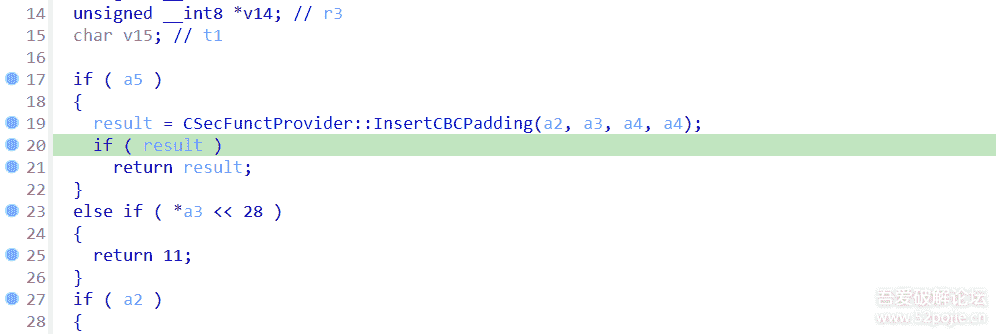 14 unsigned __int8 *v14; // r3
15 char v15; // t1
16
17 if ( a5 )
18 {
19 result = CSecFunctProvider::InsertCBCPadding(a2, a3, a4, a4);
20 if ( result )
21 return result;
22 }
23 else if ( *a3 << 28 )
24 {
25 return 11;
26 }
27 if ( a2 )
28 {
吾爱破解论坛
www.52pojie.cn